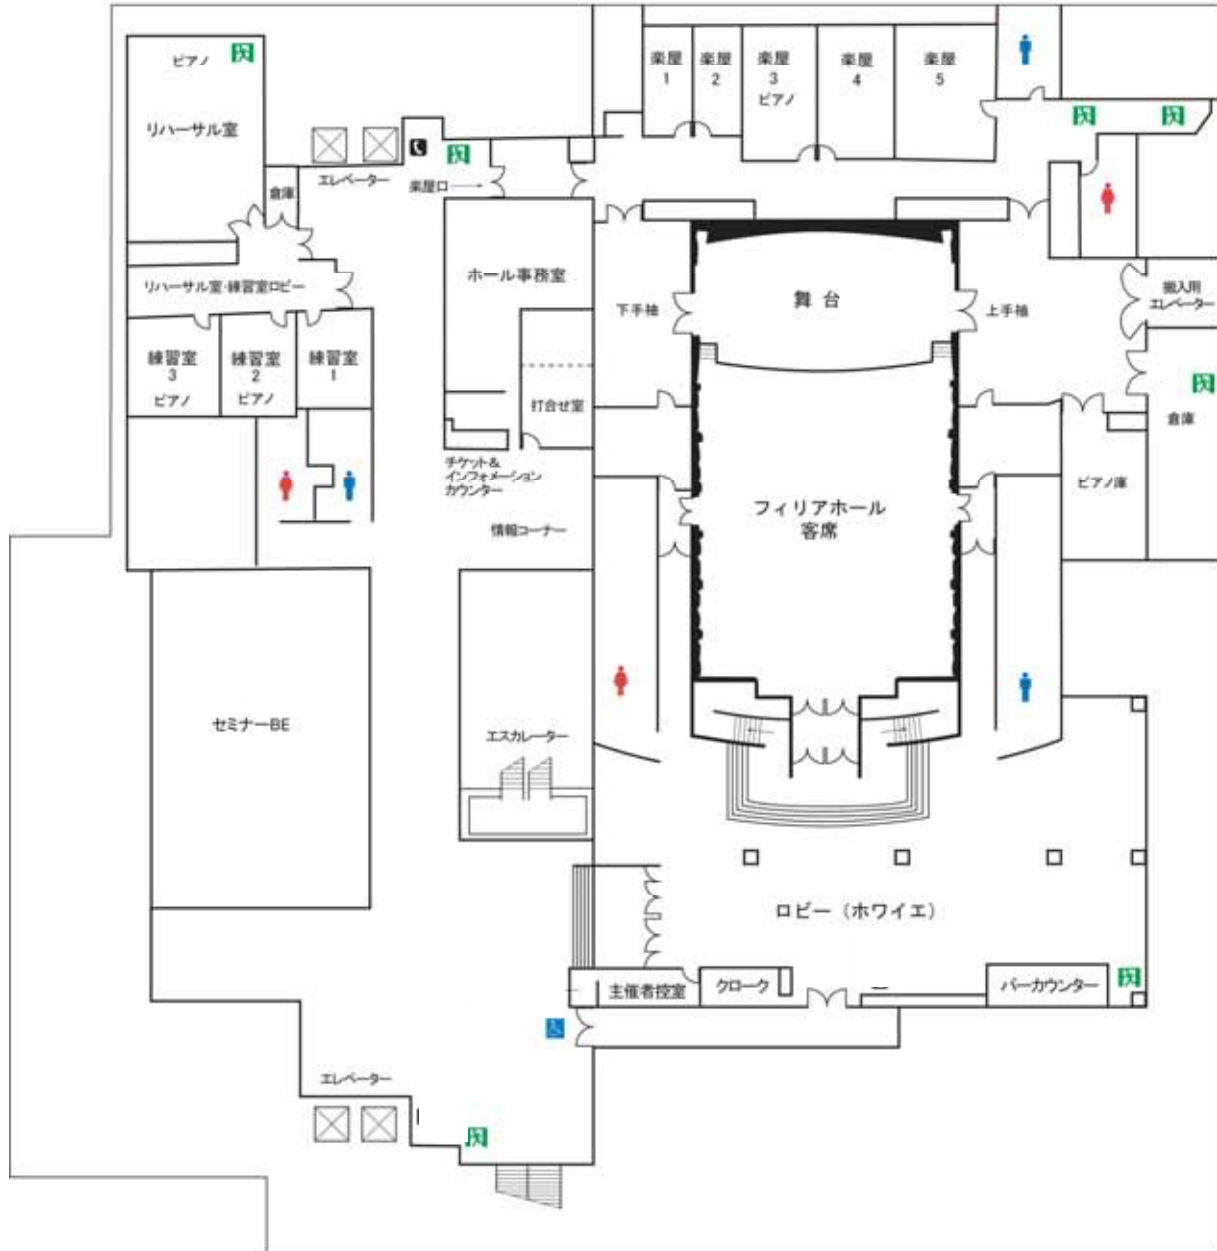 ピアノ
リハーサル室
エレベーター
倉庫
楽屋口
楽屋
1
楽屋
2
楽屋
3
ピアノ
楽屋
4
楽屋
5
リハーサル室・練習室ロビー
ホール事務室
下手袖
舞台
上手袖
搬入用
エレベーター
練習室
3
ピアノ
練習室
2
ピアノ
練習室
1
打合せ室
倉庫
チケット&
インフォメーション
カウンター
情報コーナー
フィリアホール
客席
ピアノ庫
セミナーBE
エスカレーター
ロビー（ホワイエ）
主催者控室
クローク
バーカウンター
エレベーター